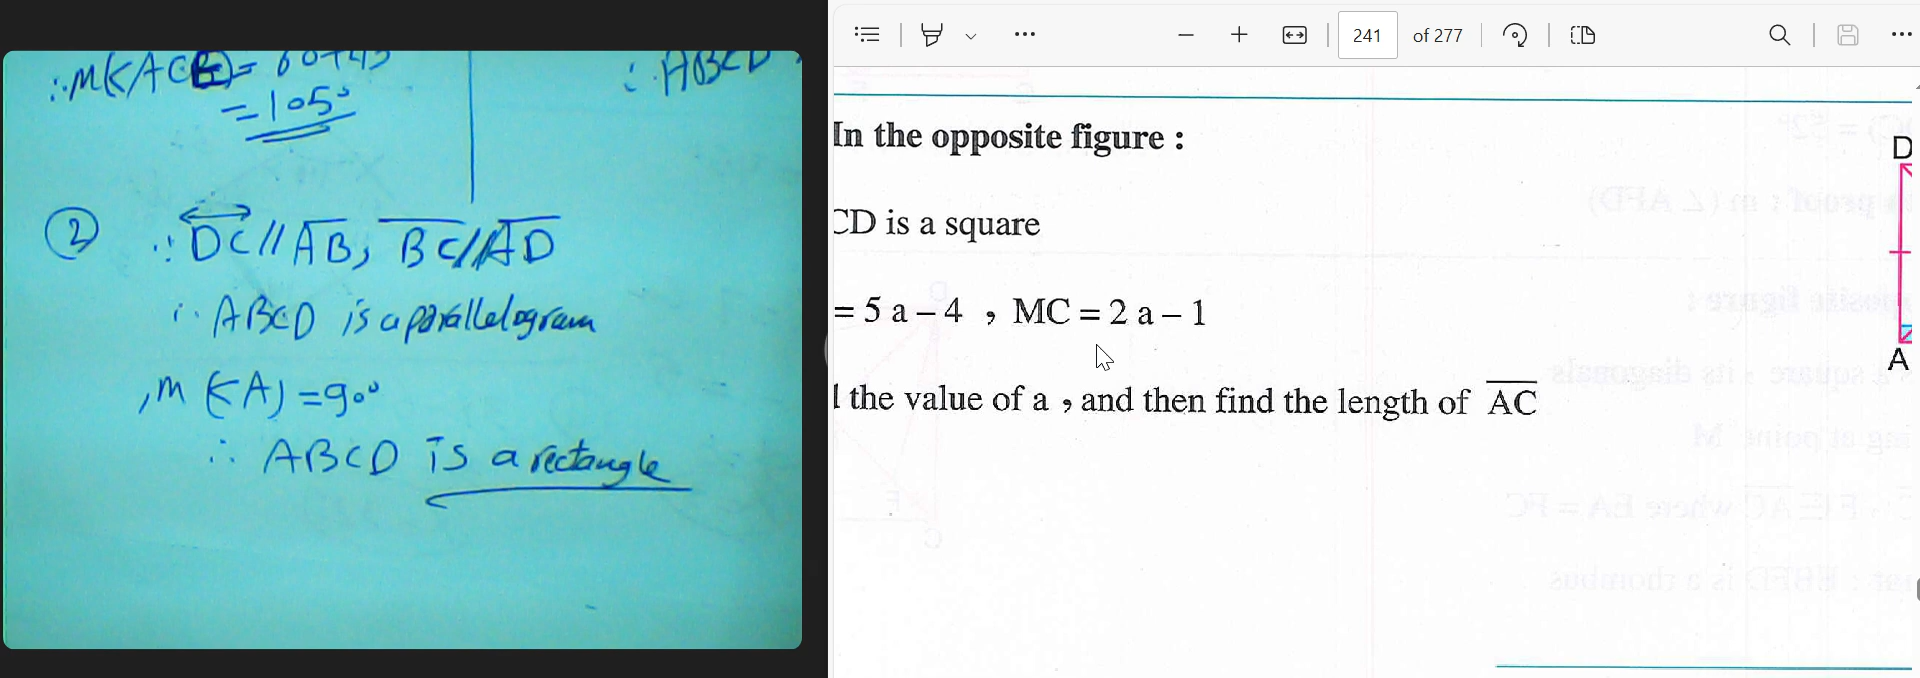 ∴ m(∠ACE) = 60+45
= 105°
∴ ABCD
② ∵ DC // AB, BC // AD
∴ ABCD is a parallelogram
, m(∠A) = 90°
∴ ABCD is a rectangle
241 of 277
In the opposite figure :
CD is a square
= 5 a – 4 , MC = 2 a – 1
the value of a , and then find the length of AC
D
A